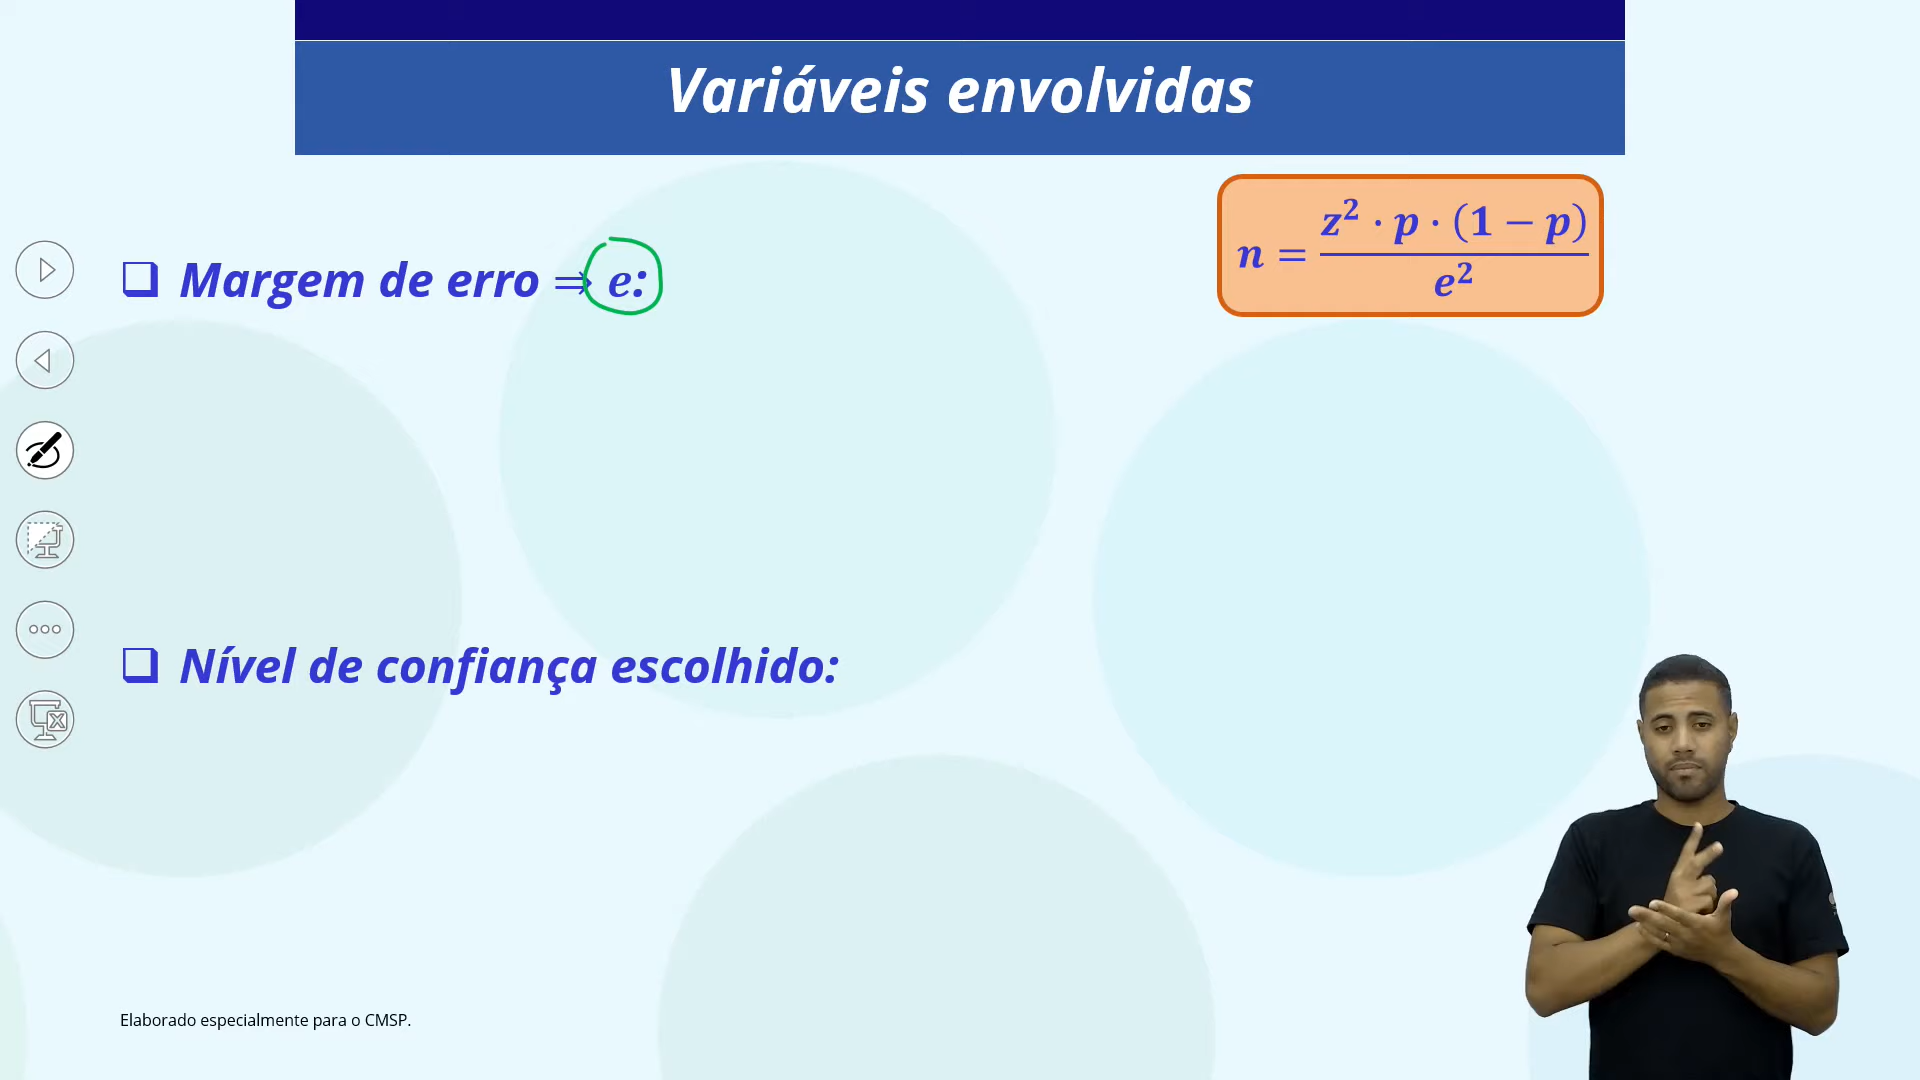 Variáveis envolvidas
n = z² · p · (1 − p) / e²
❑ Margem de erro ⇒ e:
❑ Nível de confiança escolhido:
Elaborado especialmente para o CMSP.